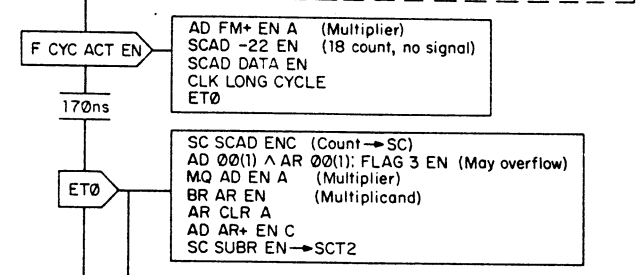 F CYC ACT EN
AD FM+ EN A (Multiplier)
SCAD -22 EN (18 count, no signal)
SCAD DATA EN
CLK LONG CYCLE
ETØ
170ns
ETØ
SC SCAD ENC (Count→SC)
AD ØØ(1) ∧ AR ØØ(1): FLAG 3 EN (May overflow)
MQ AD EN A (Multiplier)
BR AR EN (Multiplicand)
AR CLR A
AD AR+ EN C
SC SUBR EN→SCT2